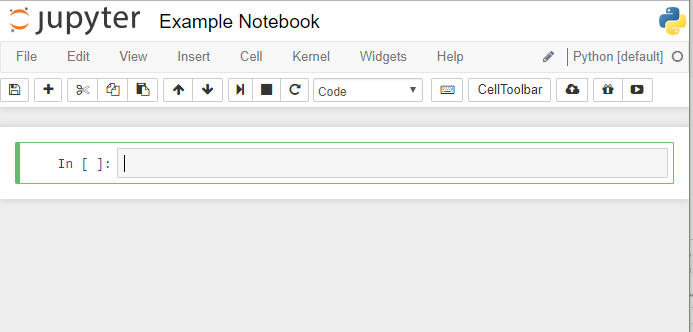 jupyter Example Notebook
File Edit View Insert Cell Kernel Widgets Help Python [default]
Code CellToolbar
In [ ]: